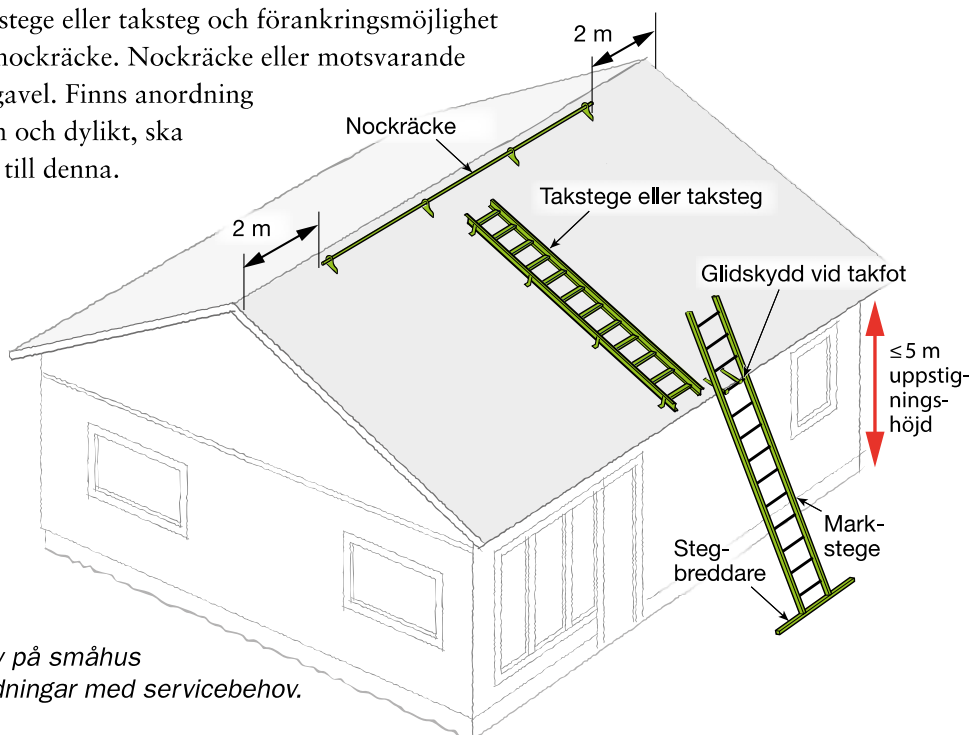 stege eller taksteg och förankringsmöjlighet
nockräcke. Nockräcke eller motsvarande
gavel. Finns anordning
och dylikt, ska
till denna.
2 m
Nockräcke
Takstege eller taksteg
2 m
Glidskydd vid takfot
≤ 5 m
uppstig-
nings-
höjd
Mark-
stege
Steg-
breddare
på småhus
dningar med servicebehov.